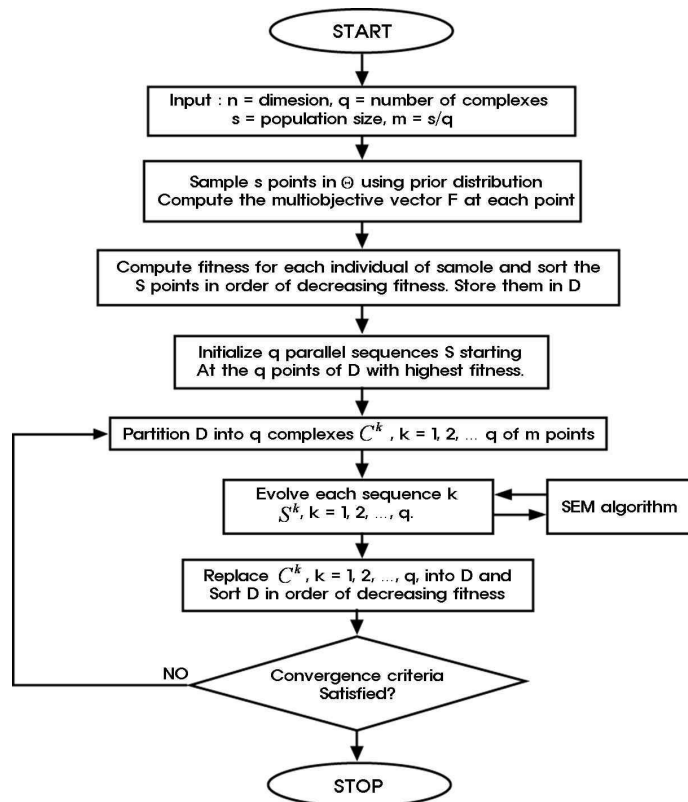 START
Input : n = dimesion, q = number of complexes
s = population size, m = s/q
Sample s points in Θ using prior distribution
Compute the multiobjective vector F at each point
Compute fitness for each individual of samole and sort the
S points in order of decreasing fitness. Store them in D
Initialize q parallel sequences S starting
At the q points of D with highest fitness.
Partition D into q complexes C^k , k = 1, 2, ... q of m points
Evolve each sequence k
S^k, k = 1, 2, ..., q.
SEM algorithm
Replace C^k , k = 1, 2, ..., q, into D and
Sort D in order of decreasing fitness
NO
Convergence criteria
Satisfied?
STOP